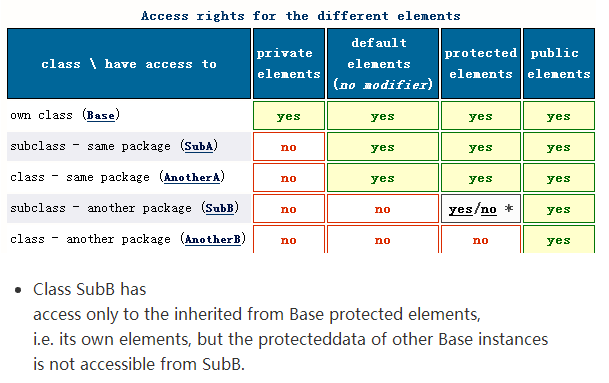 Access rights for the different elements
class \ have access to private elements default elements (no modifier) protected elements public elements
own class (Base) yes yes yes yes
subclass - same package (SubA) no yes yes yes
class - same package (AnotherA) no yes yes yes
subclass - another package (SubB) no no yes/no * yes
class - another package (AnotherB) no no no yes
• Class SubB has
access only to the inherited from Base protected elements,
i.e. its own elements, but the protecteddata of other Base instances
is not accessible from SubB.